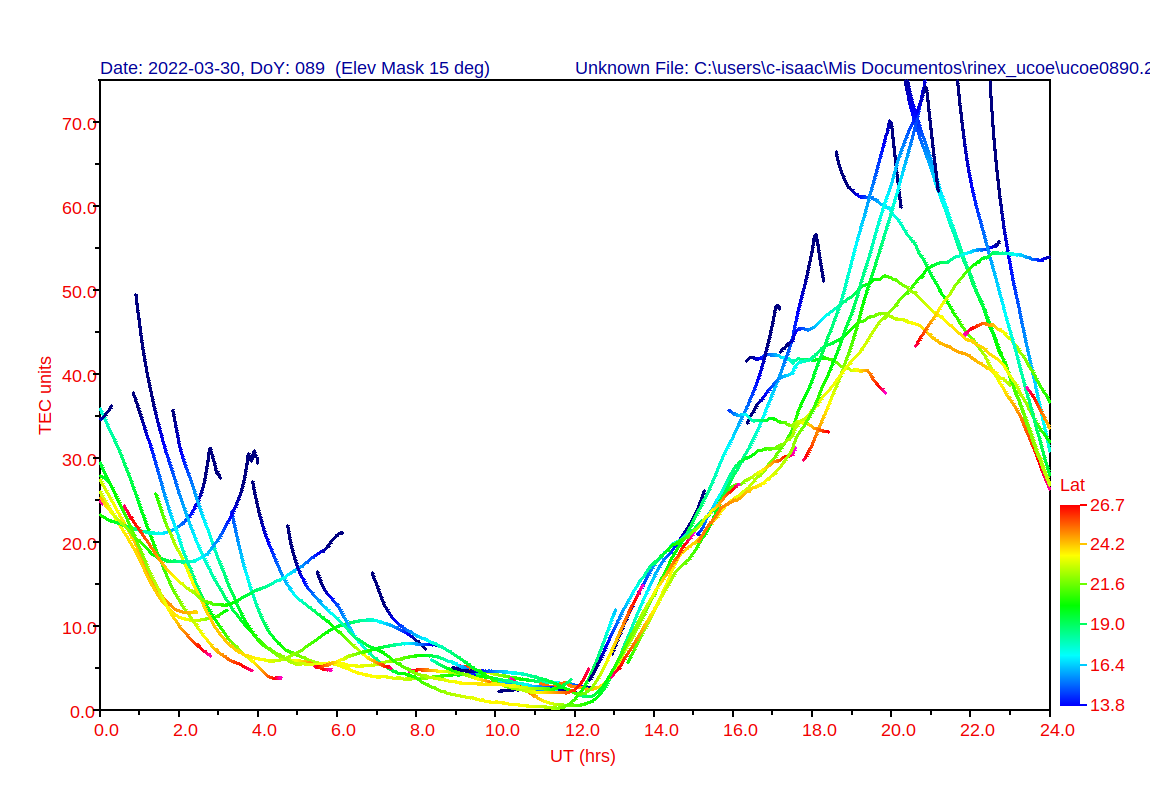 Date: 2022-03-30, DoY: 089 (Elev Mask 15 deg) Unknown File: C:\users\c-isaac\Mis Documentos\rinex_ucoe\ucoe0890.2
70.0
60.0
50.0
40.0
TEC units
30.0
20.0
10.0
0.0
0.0 2.0 4.0 6.0 8.0 10.0 12.0 14.0 16.0 18.0 20.0 22.0 24.0
UT (hrs)
Lat
26.7
24.2
21.6
19.0
16.4
13.8